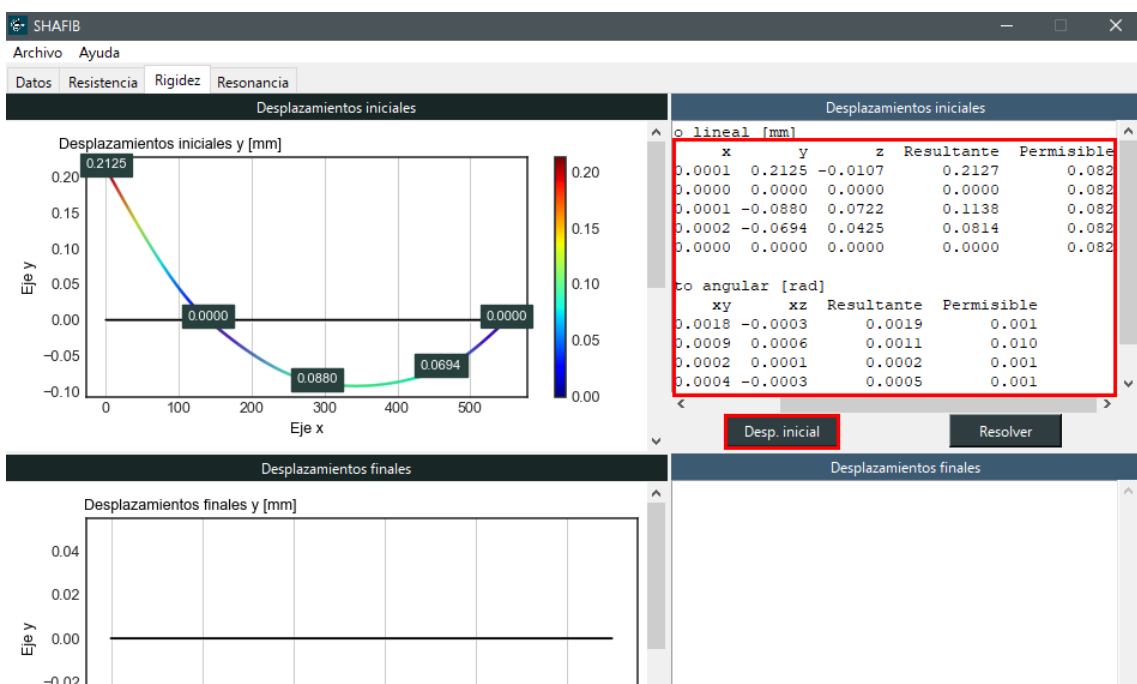 SHAFIB
Archivo Ayuda
Datos Resistencia Rigidez Resonancia
Desplazamientos iniciales
Desplazamientos iniciales y [mm]
0.2125
0.20
0.15
0.10
0.05
0.00
−0.05
−0.10
Eje y
0.0000
0.0000
0.0880
0.0694
0 100 200 300 400 500
Eje x
0.20
0.15
0.10
0.05
0.00
Desplazamientos iniciales
o lineal [mm]
x y z Resultante Permisible
0.0001 0.2125 -0.0107 0.2127 0.082
0.0000 0.0000 0.0000 0.0000 0.082
0.0001 -0.0880 0.0722 0.1138 0.082
0.0002 -0.0694 0.0425 0.0814 0.082
0.0000 0.0000 0.0000 0.0000 0.082
to angular [rad]
xy xz Resultante Permisible
0.0018 -0.0003 0.0019 0.001
0.0009 0.0006 0.0011 0.010
0.0002 0.0001 0.0002 0.001
0.0004 -0.0003 0.0005 0.001
Desp. inicial Resolver
Desplazamientos finales
Desplazamientos finales y [mm]
0.04
0.02
0.00
−0.02
Eje y
Desplazamientos finales